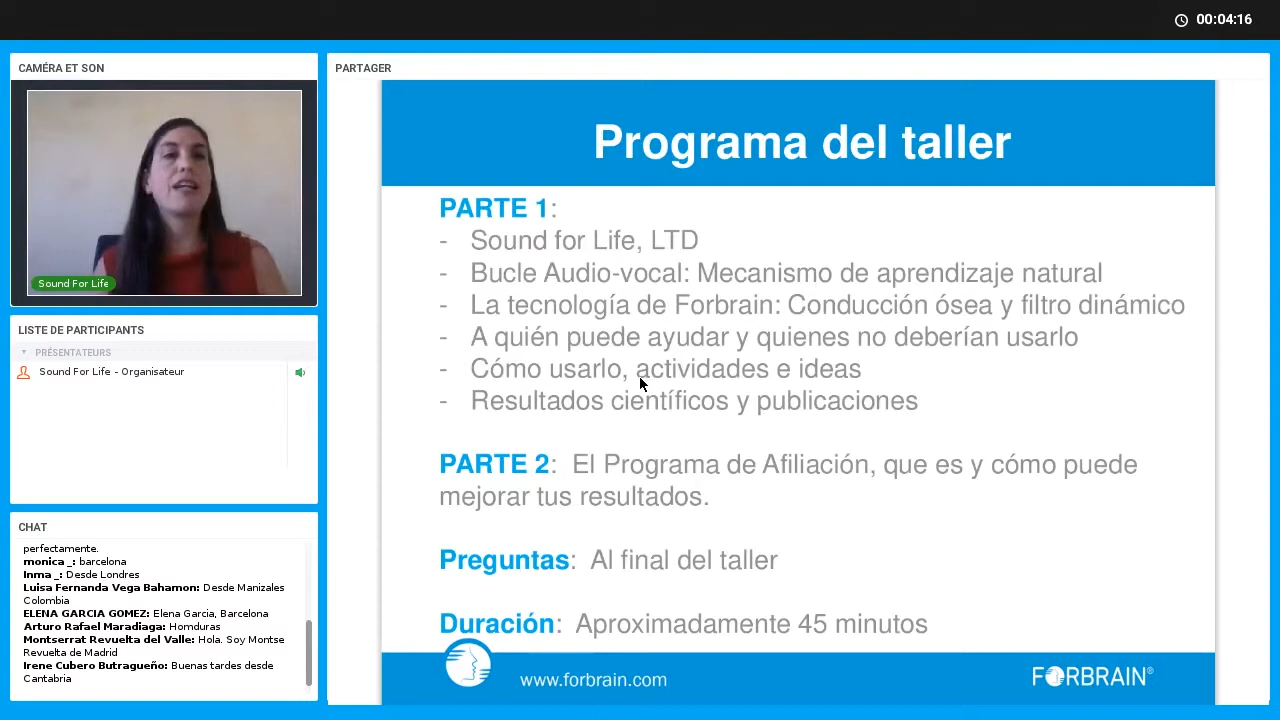 00:04:16
CAMÉRA ET SON
Sound For Life
LISTE DE PARTICIPANTS
PRÉSENTATEURS
Sound For Life - Organisateur
CHAT
perfectamente.
monica _: barcelona
Inma _: Desde Londres
Luisa Fernanda Vega Bahamon: Desde Manizales
Colombia
ELENA GARCIA GOMEZ: Elena Garcia, Barcelona
Arturo Rafael Maradiaga: Homduras
Montserrat Revuelta del Valle: Hola. Soy Montse
Revuelta de Madrid
Irene Cubero Butragueño: Buenas tardes desde
Cantabria
PARTAGER
Programa del taller
PARTE 1:
- Sound for Life, LTD
- Bucle Audio-vocal: Mecanismo de aprendizaje natural
- La tecnología de Forbrain: Conducción ósea y filtro dinámico
- A quién puede ayudar y quienes no deberían usarlo
- Cómo usarlo, actividades e ideas
- Resultados científicos y publicaciones
PARTE 2: El Programa de Afiliación, que es y cómo puede
mejorar tus resultados.
Preguntas: Al final del taller
Duración: Aproximadamente 45 minutos
www.forbrain.com
FORBRAIN®